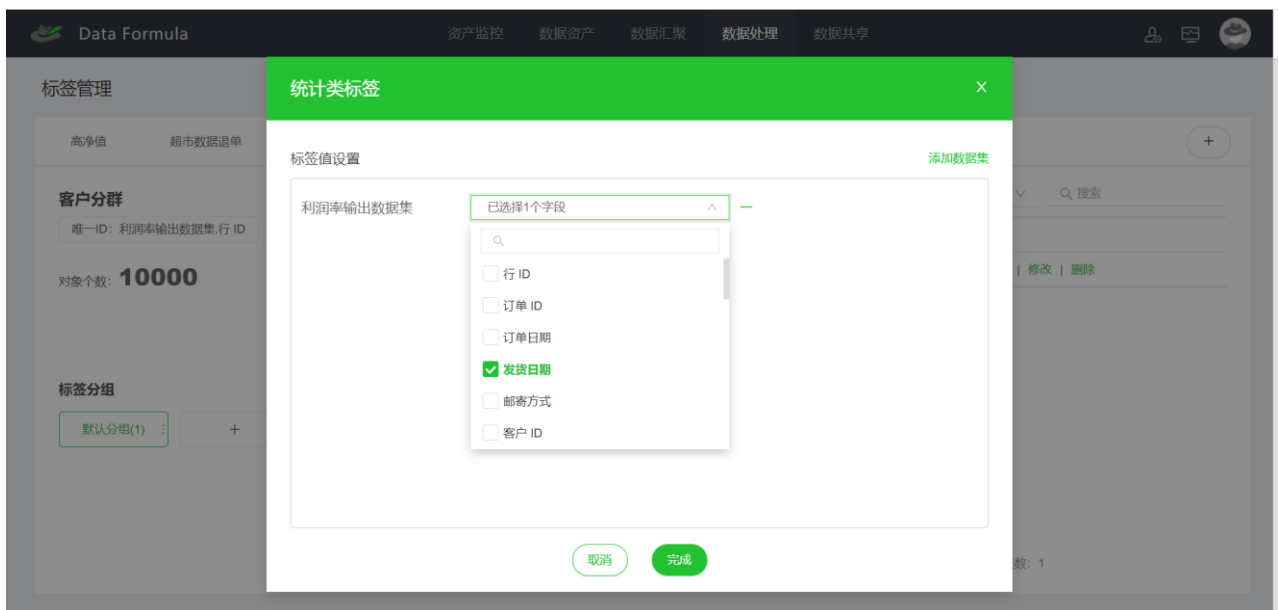 Data Formula 资产监控 数据资产 数据汇聚 数据处理 数据共享
标签管理
统计类标签 X
高净值 超市数据退单
+
标签值设置 添加数据集
客户分群
唯一ID：利润率输出数据集.行 ID
对象个数：10000
利润率输出数据集 已选择1个字段
搜索
行 ID
订单 ID
订单日期
发货日期
邮寄方式
客户 ID
| 修改 | 删除
标签分组
默认分组(1) +
取消 完成
数：1